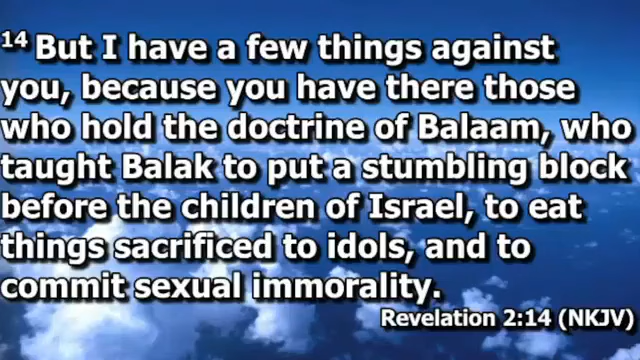 14 But I have a few things against
you, because you have there those
who hold the doctrine of Balaam, who
taught Balak to put a stumbling block
before the children of Israel, to eat
things sacrificed to idols, and to
commit sexual immorality.
Revelation 2:14 (NKJV)